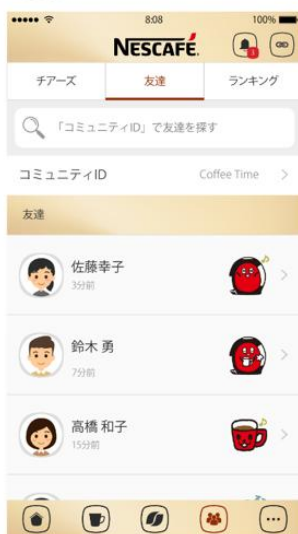 8:08
100%
NESCAFÉ.
1
チアーズ
友達
ランキング
「コミュニティID」で友達を探す
コミュニティID
Coffee Time
友達
佐藤幸子
3分前
鈴木 勇
7分前
高橋 和子
15分前